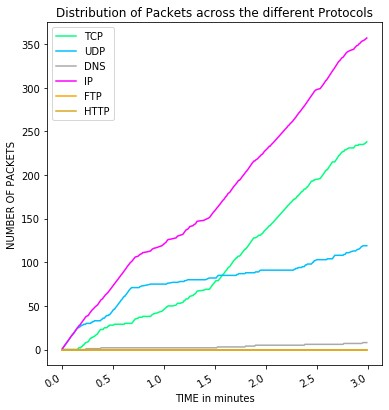 Distribution of Packets across the different Protocols
TCP
UDP
DNS
IP
FTP
HTTP
NUMBER OF PACKETS
350
300
250
200
150
100
50
0
0.0
0.5
1.0
1.5
2.0
2.5
3.0
TIME in minutes